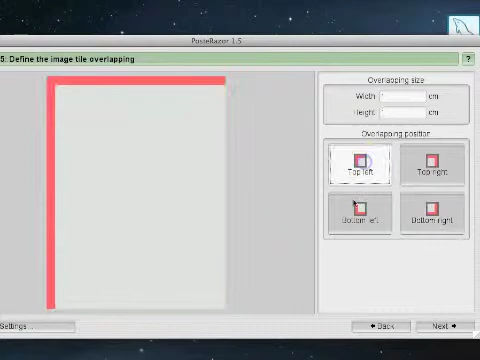 PosteRazor 1.5
5: Define the image tile overlapping
?
Overlapping size
Width
cm
Height
cm
Overlapping position
Top left
Top right
Bottom left
Bottom right
Settings...
Back
Next